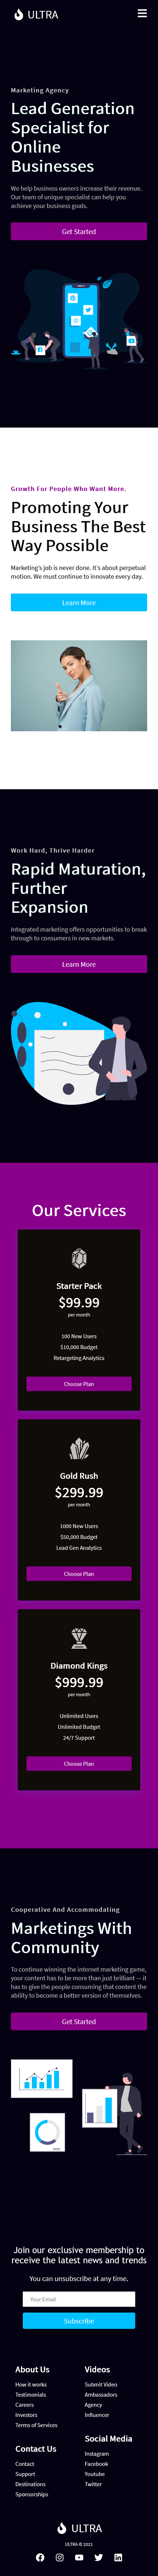 ULTRA
Marketing Agency
Lead Generation
Specialist for
Online
Businesses
We help business owners increase their revenue.
Our team of unique specialist can help you
achieve your business goals.
Get Started
Growth For People Who Want More.
Promoting Your
Business The Best
Way Possible
Marketing's job is never done. It's about perpetual
motion. We must continue to innovate every day.
Learn More
Work Hard, Thrive Harder
Rapid Maturation,
Further
Expansion
Integrated marketing offers opportunities to break
through to consumers in new markets.
Learn More
Our Services
Starter Pack
$99.99
per month
100 New Users
$10,000 Budget
Retargeting Analytics
Choose Plan
Gold Rush
$299.99
per month
1000 New Users
$50,000 Budget
Lead Gen Analytics
Choose Plan
Diamond Kings
$999.99
per month
Unlimited Users
Unlimited Budget
24/7 Support
Choose Plan
Cooperative And Accommodating
Marketings With
Community
To continue winning the internet marketing game,
your content has to be more than just brilliant — it
has to give the people consuming that content the
ability to become a better version of themselves.
Get Started
Join our exclusive membership to
receive the latest news and trends
You can unsubscribe at any time.
Your Email
Subscribe
About Us
How it works
Testimonials
Careers
Investors
Terms of Services
Videos
Submit Video
Ambassadors
Agency
Influencer
Contact Us
Contact
Support
Destinations
Sponsorships
Social Media
Instagram
Facebook
Youtube
Twitter
ULTRA
ULTRA © 2021